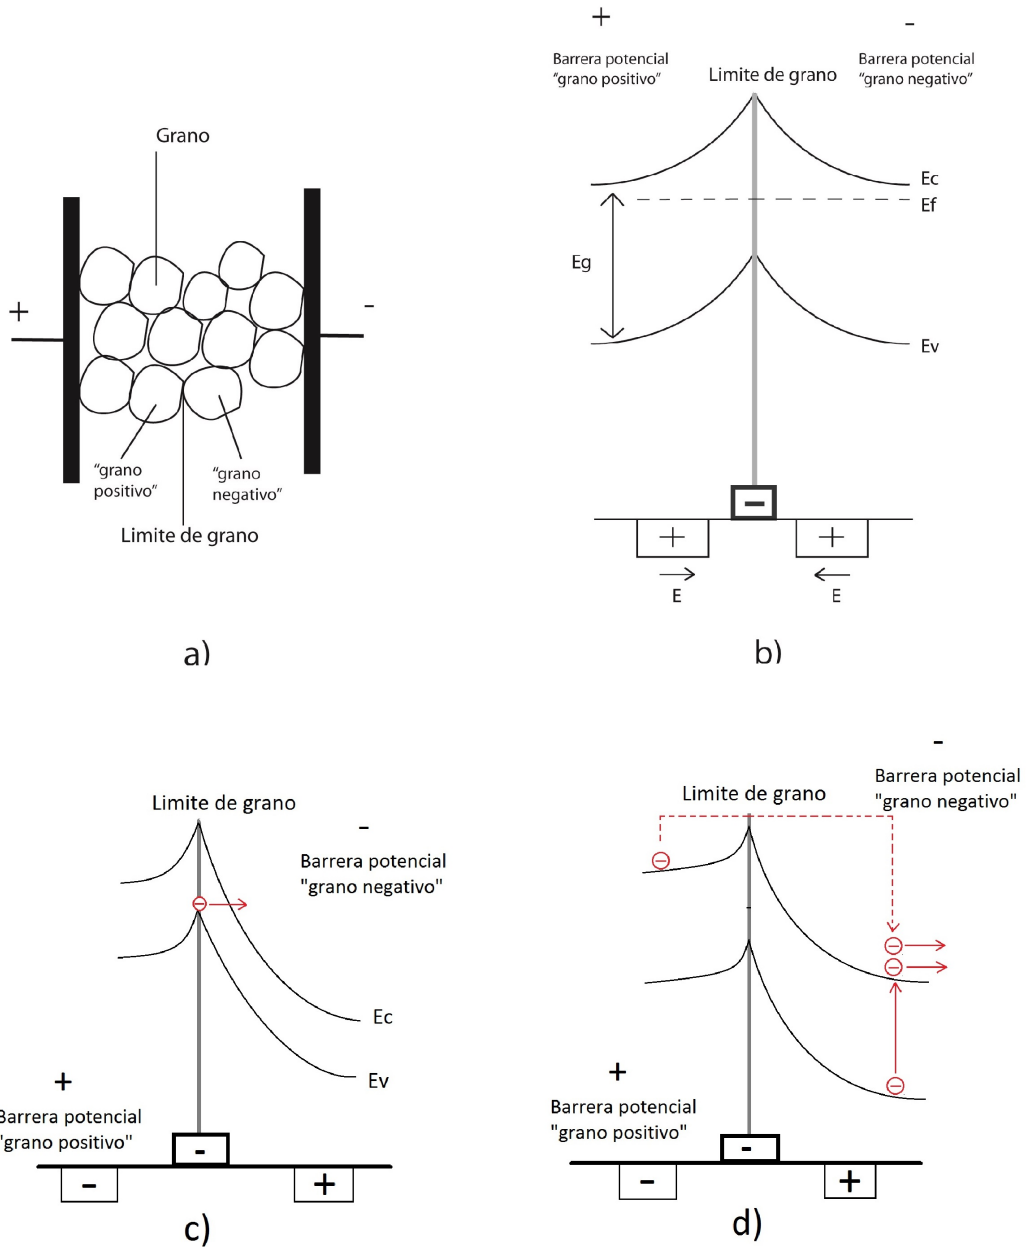 Grano
+
-
"grano
positivo"
"grano
negativo"
Limite de grano
a)
+
-
Barrera potencial
"grano positivo"
Limite de grano
Barrera potencial
"grano negativo"
Ec
Ef
Eg
Ev
-
+
+
E
E
b)
Limite de grano
-
Barrera potencial
"grano negativo"
-
Ec
Ev
+
Barrera potencial
"grano positivo"
-
-
+
c)
-
Barrera potencial
"grano negativo"
Limite de grano
-
-
-
-
+
Barrera potencial
"grano positivo"
-
-
+
d)